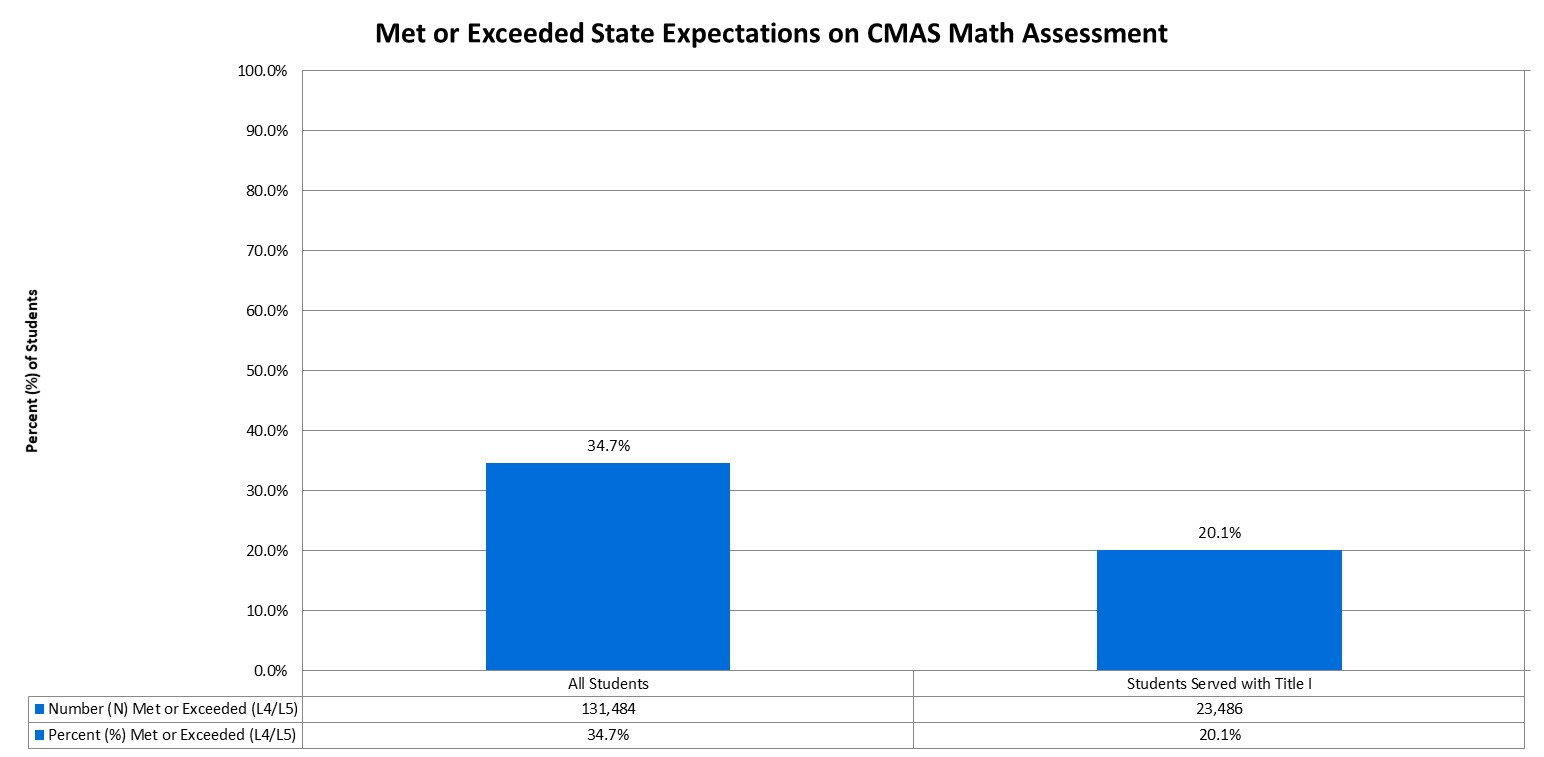 Met or Exceeded State Expectations on CMAS Math Assessment
Percent (%) of Students
100.0%
90.0%
80.0%
70.0%
60.0%
50.0%
40.0%
30.0%
20.0%
10.0%
0.0%
34.7%
20.1%
All Students Students Served with Title I
Number (N) Met or Exceeded (L4/L5) 131,484 23,486
Percent (%) Met or Exceeded (L4/L5) 34.7% 20.1%